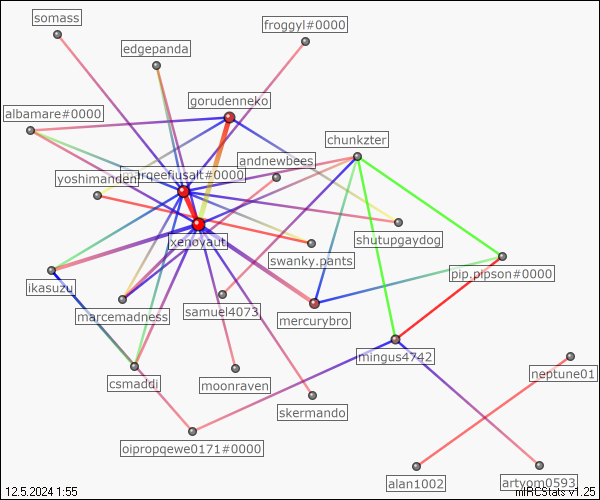 somass
froggyl#0000
edgepanda
gorudenneko
albamare#0000
chunkzter
andnewbees
yoshimanden
marqeefiusalt#0000
xenoyaut
shutupgaydog
swanky.pants
pip.pipson#0000
ikasuzu
marcemadness
samuel4073
mercurybro
mingus4742
neptune01
csmaddi
moonraven
skermando
oipropqewe0171#0000
alan1002
artyom0593
12.5.2024 1:55
mIRCStats v1.25